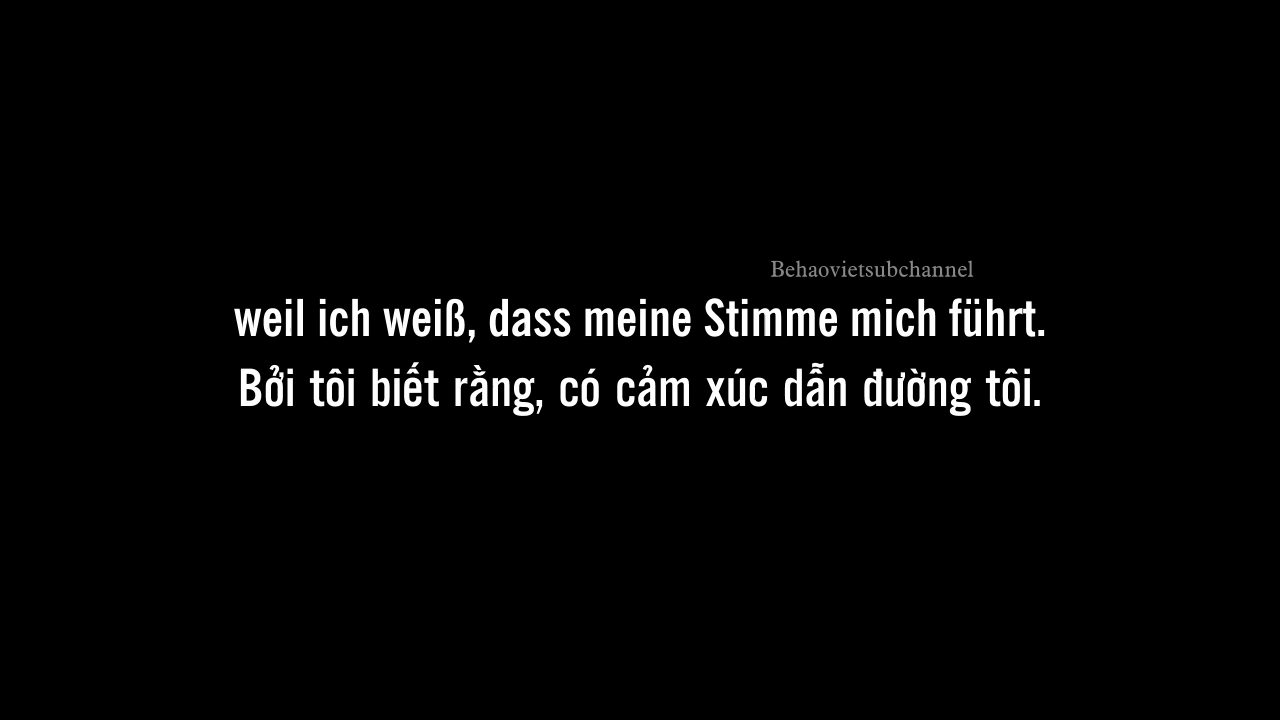 Behaovietsubchannel
weil ich weiß, dass meine Stimme mich führt.
Bởi tôi biết rằng, có cảm xúc dẫn đường tôi.